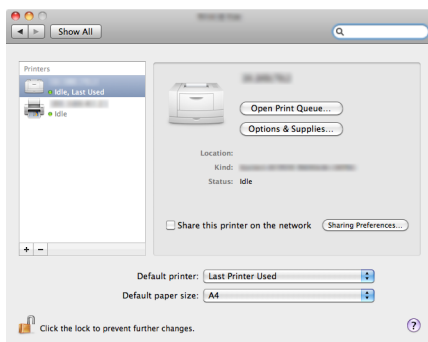 Show All
Printers
Idle, Last Used
Idle
Open Print Queue...
Options & Supplies...
Location:
Kind:
Status: Idle
Share this printer on the network
Sharing Preferences...
+ −
Default printer: Last Printer Used
Default paper size: A4
Click the lock to prevent further changes.
?